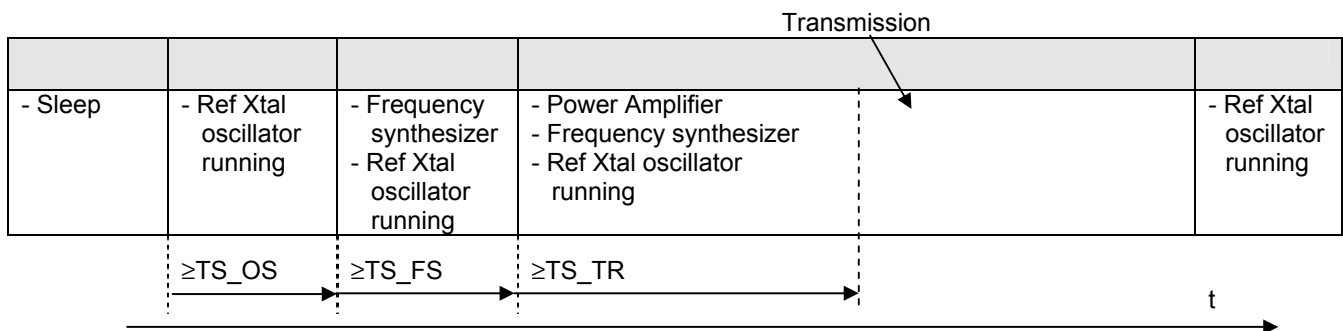 Transmission
- Sleep
- Ref Xtal
oscillator
running
- Frequency
synthesizer
- Ref Xtal
oscillator
running
- Power Amplifier
- Frequency synthesizer
- Ref Xtal oscillator
running
- Ref Xtal
oscillator
running
≥TS_OS
≥TS_FS
≥TS_TR
t